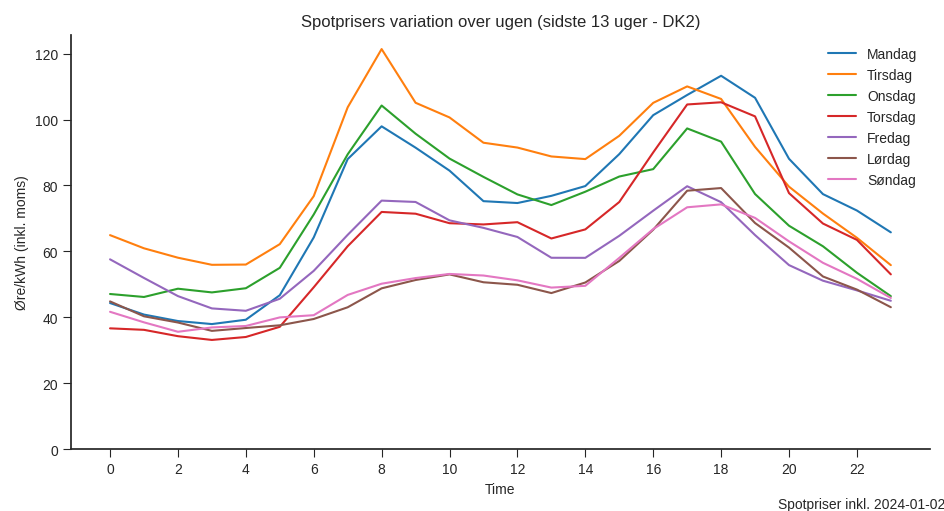 Spotprisers variation over ugen (sidste 13 uger - DK2)
Mandag
Tirsdag
Onsdag
Torsdag
Fredag
Lørdag
Søndag
Øre/kWh (inkl. moms)
120
100
80
60
40
20
0
0 2 4 6 8 10 12 14 16 18 20 22
Time
Spotpriser inkl. 2024-01-02